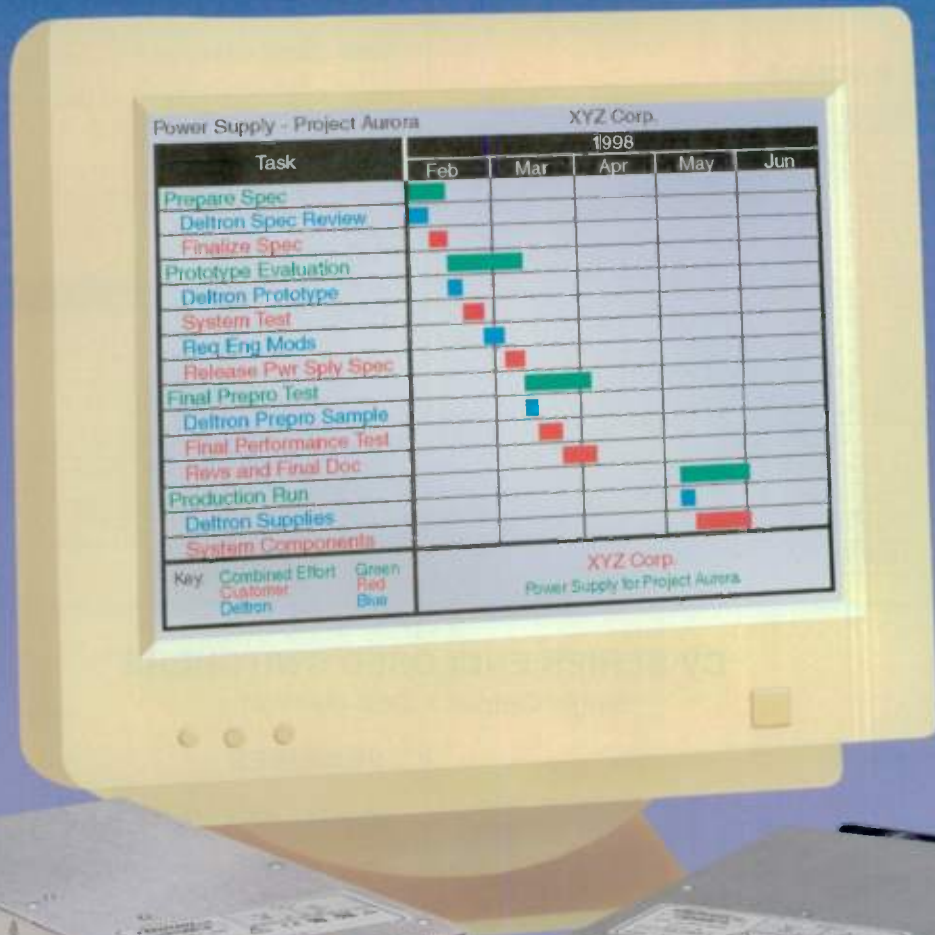 Power Supply - Project Aurora
XYZ Corp.
Task
1998
Feb Mar Apr May Jun
Prepare Spec
Deltron Spec Review
Finalize Spec
Prototype Evaluation
Deltron Prototype
System Test
Req Eng Mods
Release Pwr Sply Spec
Final Prepro Test
Deltron Prepro Sample
Final Performance Test
Revs and Final Doc
Production Run
Deltron Supplies
System Components
Key Combined Effort Green
Customer Red
Deltron Blue
XYZ Corp.
Power Supply for Project Aurora